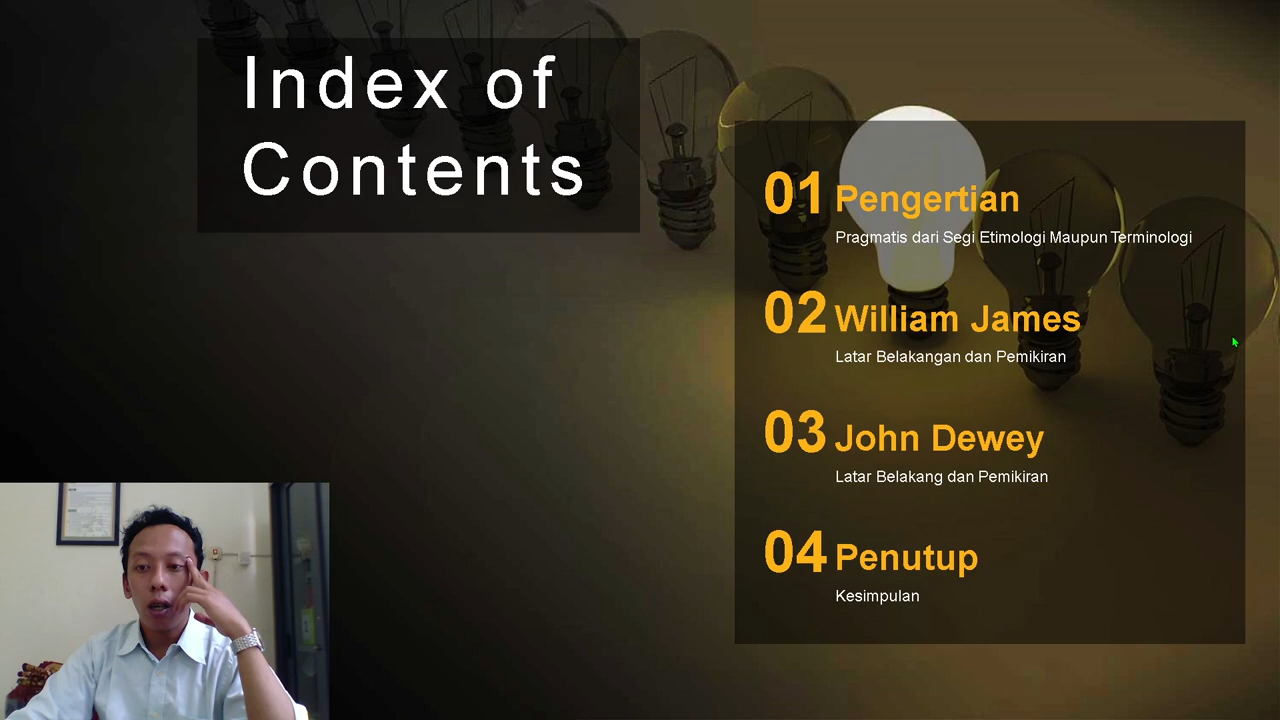 Index of
Contents
01 Pengertian
Pragmatis dari Segi Etimologi Maupun Terminologi
02 William James
Latar Belakangan dan Pemikiran
03 John Dewey
Latar Belakang dan Pemikiran
04 Penutup
Kesimpulan